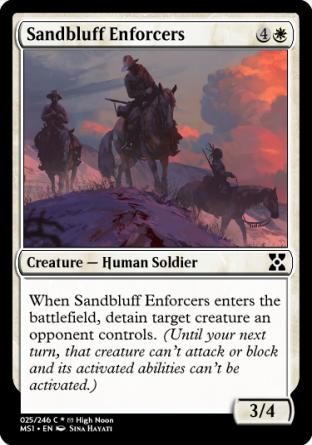 Sandbluff Enforcers 4
Creature — Human Soldier
When Sandbluff Enforcers enters the
battlefield, detain target creature an
opponent controls. (Until your next
turn, that creature can't attack or block
and its activated abilities can't be
activated.)
3/4
025/246 C * ¤ High Noon
MS1 • EN Sina Hayati